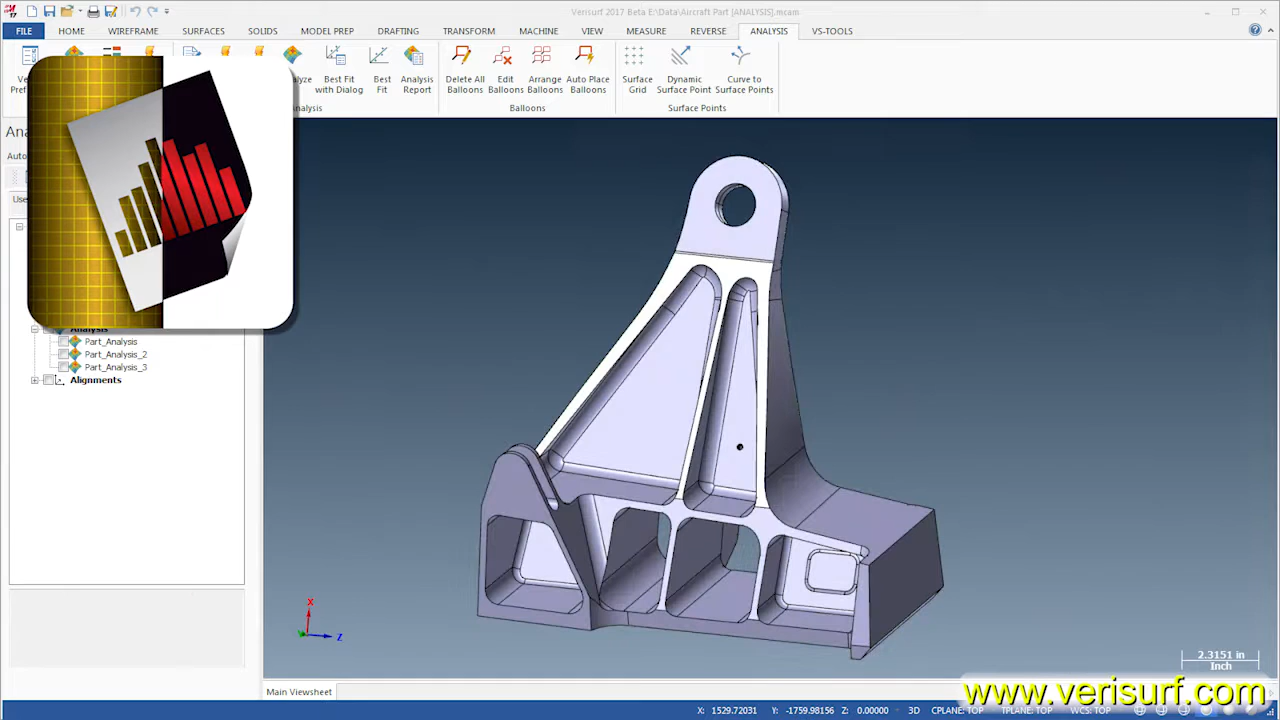 Verisurf 2017 Beta E:\Data\Aircraft Part [ANALYSIS].mcam
FILE HOME WIREFRAME SURFACES SOLIDS MODEL PREP DRAFTING TRANSFORM MACHINE VIEW MEASURE REVERSE ANALYSIS VS-TOOLS
Best Fit with Dialog
Best Fit
Analysis Report
Delete All Balloons
Edit Balloons
Arrange Balloons
Auto Place Balloons
Surface Grid
Dynamic Surface Point
Curve to Surface Points
Balloons
Surface Points
Analysis
Part_Analysis
Part_Analysis_2
Part_Analysis_3
Alignments
X
Z
2.3151 in
Inch
Main Viewsheet
www.verisurf.com
X: 1529.72031 Y: -1759.98156 Z: 0.00000 3D CPLANE: TOP TPLANE: TOP WCS: TOP